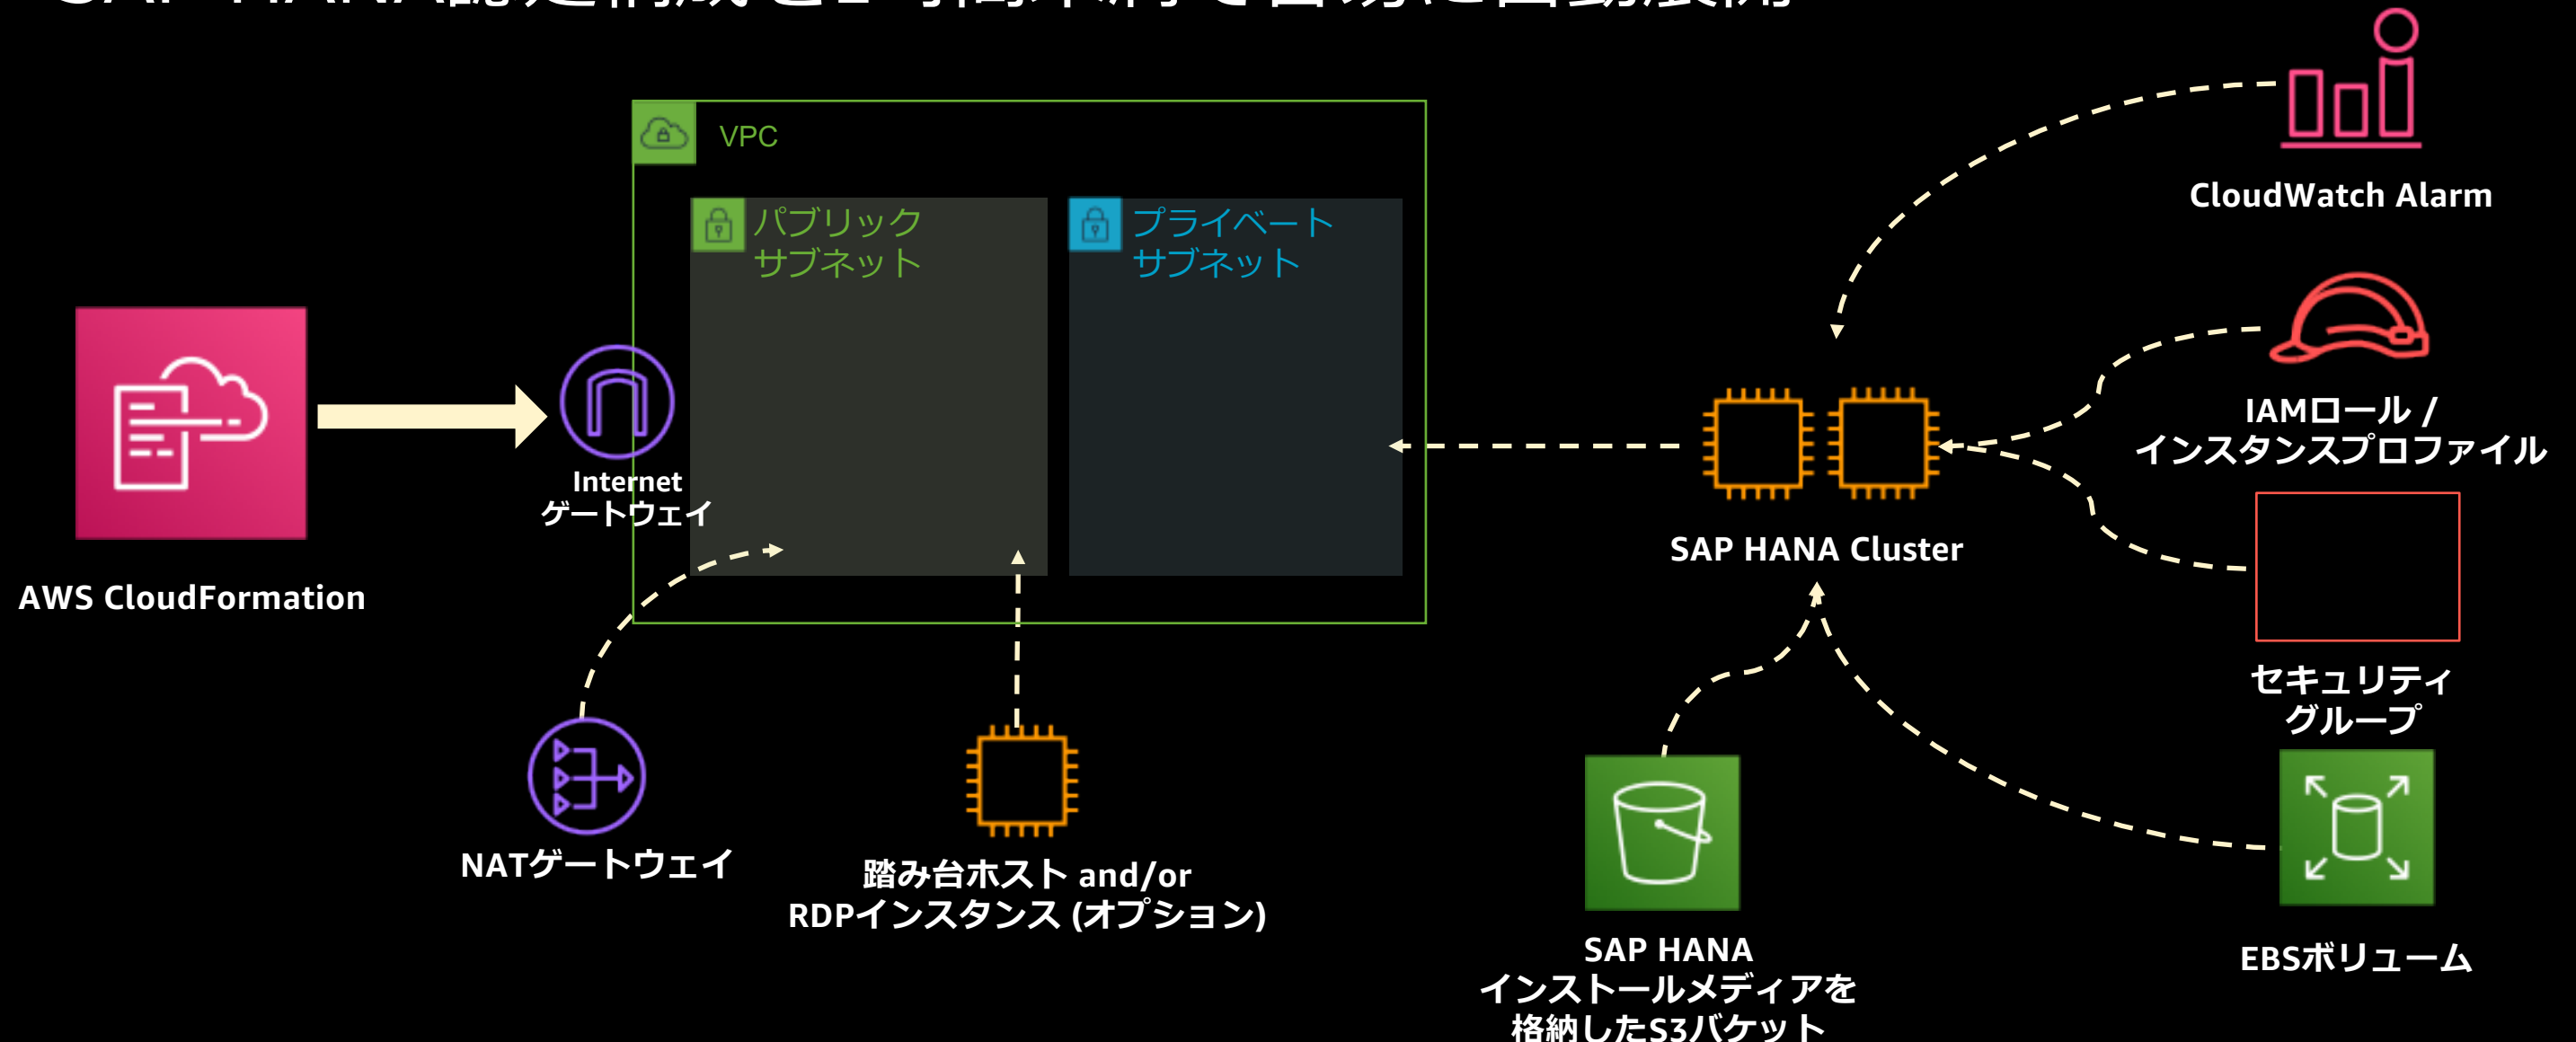 VPC
パブリック
サブネット
プライベート
サブネット
CloudWatch Alarm
IAMロール /
インスタンスプロファイル
Internet
ゲートウェイ
SAP HANA Cluster
AWS CloudFormation
セキュリティ
グループ
NATゲートウェイ
踏み台ホスト and/or
RDPインスタンス (オプション)
SAP HANA
インストールメディアを
格納したS3バケット
EBSボリューム